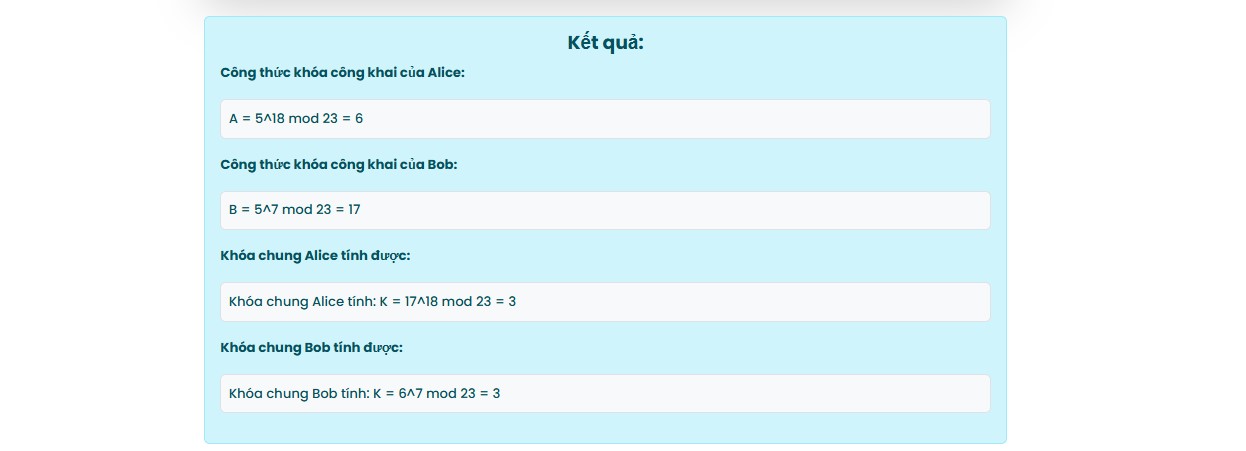 Kết quả:
Công thức khóa công khai của Alice:
A = 5^18 mod 23 = 6
Công thức khóa công khai của Bob:
B = 5^7 mod 23 = 17
Khóa chung Alice tính được:
Khóa chung Alice tính: K = 17^18 mod 23 = 3
Khóa chung Bob tính được:
Khóa chung Bob tính: K = 6^7 mod 23 = 3